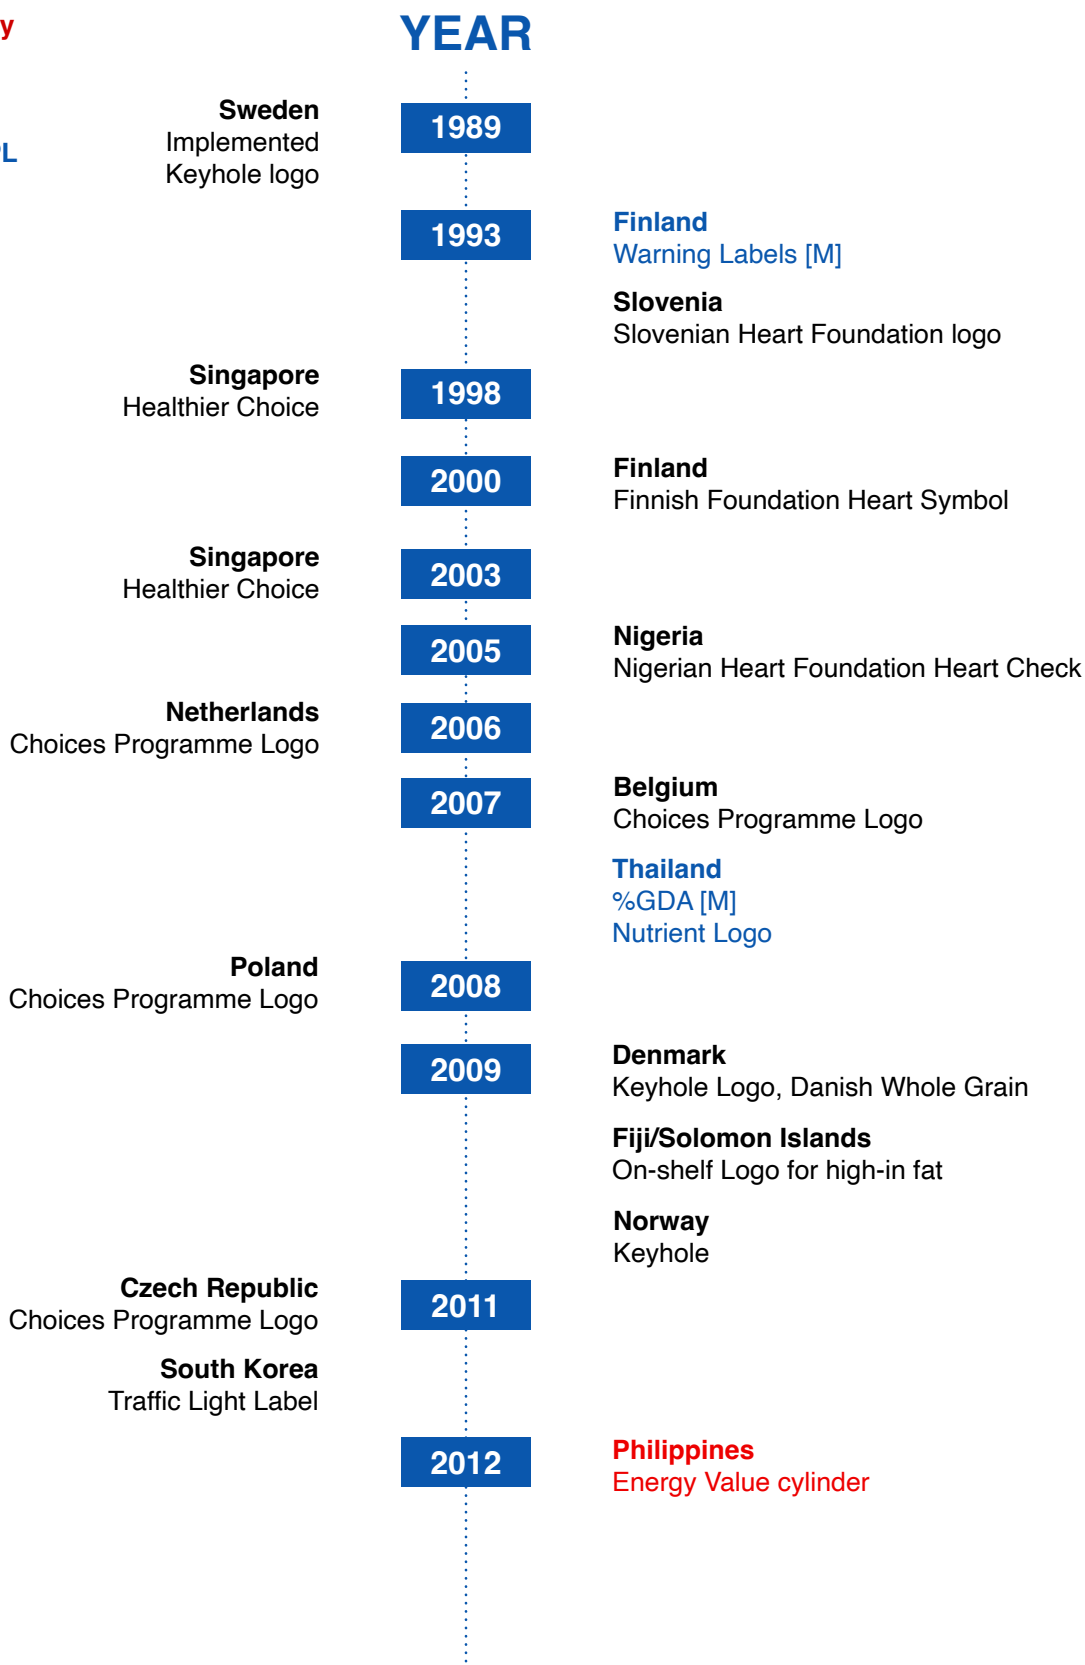 y
YEAR
PL
Sweden
Implemented
Keyhole logo
1989
1993
Finland
Warning Labels [M]
Slovenia
Slovenian Heart Foundation logo
Singapore
Healthier Choice
1998
2000
Finland
Finnish Foundation Heart Symbol
Singapore
Healthier Choice
2003
2005
Nigeria
Nigerian Heart Foundation Heart Check
Netherlands
Choices Programme Logo
2006
2007
Belgium
Choices Programme Logo
Thailand
%GDA [M]
Nutrient Logo
Poland
Choices Programme Logo
2008
2009
Denmark
Keyhole Logo, Danish Whole Grain
Fiji/Solomon Islands
On-shelf Logo for high-in fat
Norway
Keyhole
Czech Republic
Choices Programme Logo
2011
South Korea
Traffic Light Label
2012
Philippines
Energy Value cylinder